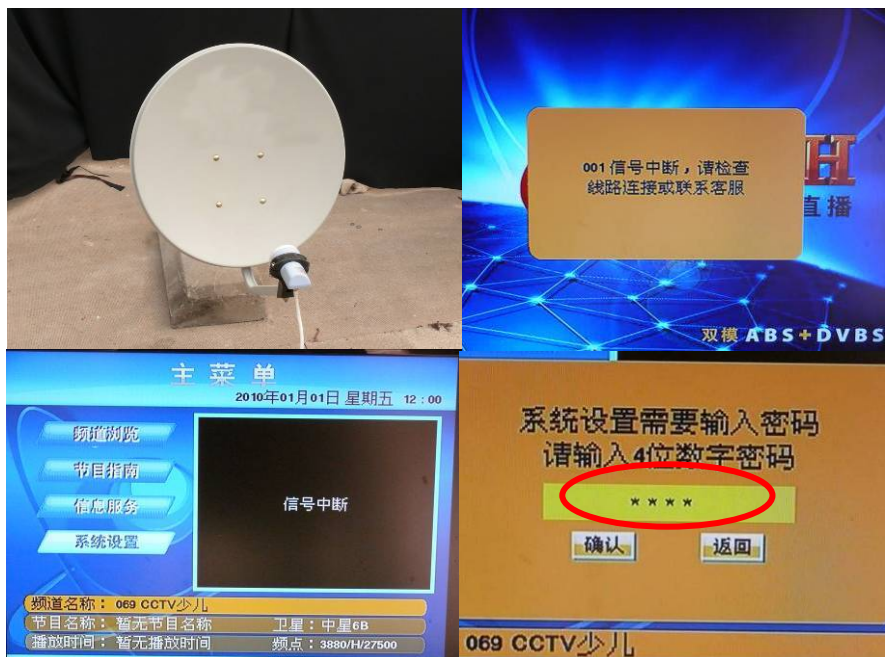 001信号中断，请检查
线路连接或联系客服
H
直播
双模 ABS+DVBS
主菜单
2010年01月01日 星期五 12:00
频道浏览
节目指南
信息服务
系统设置
信号中断
频道名称：069 CCTV少儿
节目名称：暂无节目名称 卫星：中星6B
播放时间：暂无播放时间 频点：3880/H/27500
系统设置需要输入密码
请输入4位数字密码
****
确认 返回
069 CCTV少儿